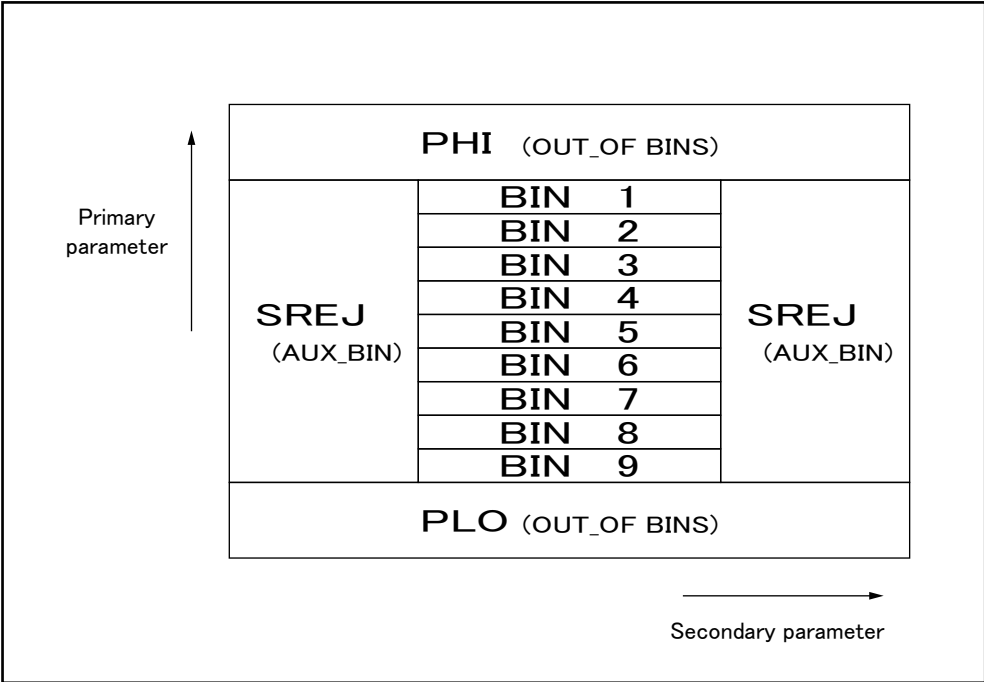 PHI (OUT_OF BINS)
Primary
parameter
BIN 1
BIN 2
BIN 3
BIN 4
BIN 5
BIN 6
BIN 7
BIN 8
BIN 9
SREJ
(AUX_BIN)
SREJ
(AUX_BIN)
PLO (OUT_OF BINS)
Secondary parameter